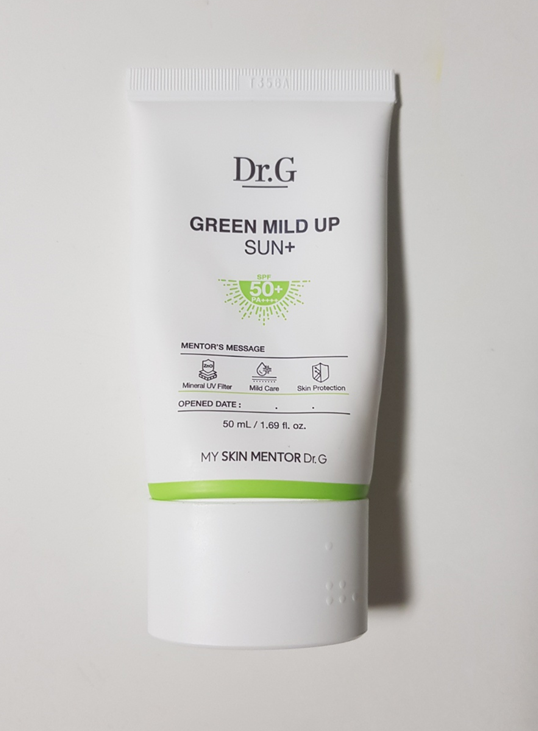 Dr.G
GREEN MILD UP
SUN+
SPF
50+
PA++++
MENTOR'S MESSAGE
Mineral UV Filter Mild Care Skin Protection
OPENED DATE : . .
50 mL / 1.69 fl. oz.
MY SKIN MENTOR Dr.G